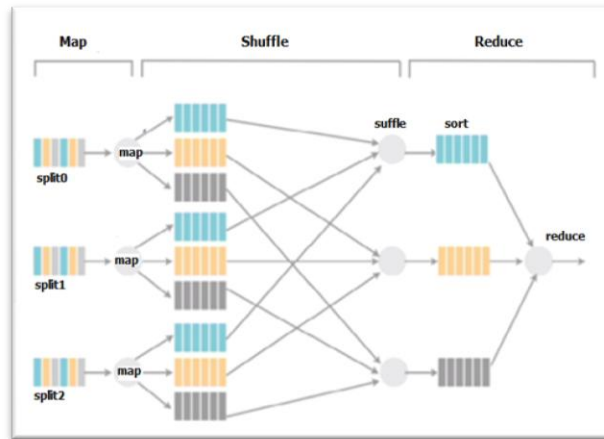 Map
Shuffle
Reduce
suffle
sort
map
split0
reduce
map
split1
map
split2